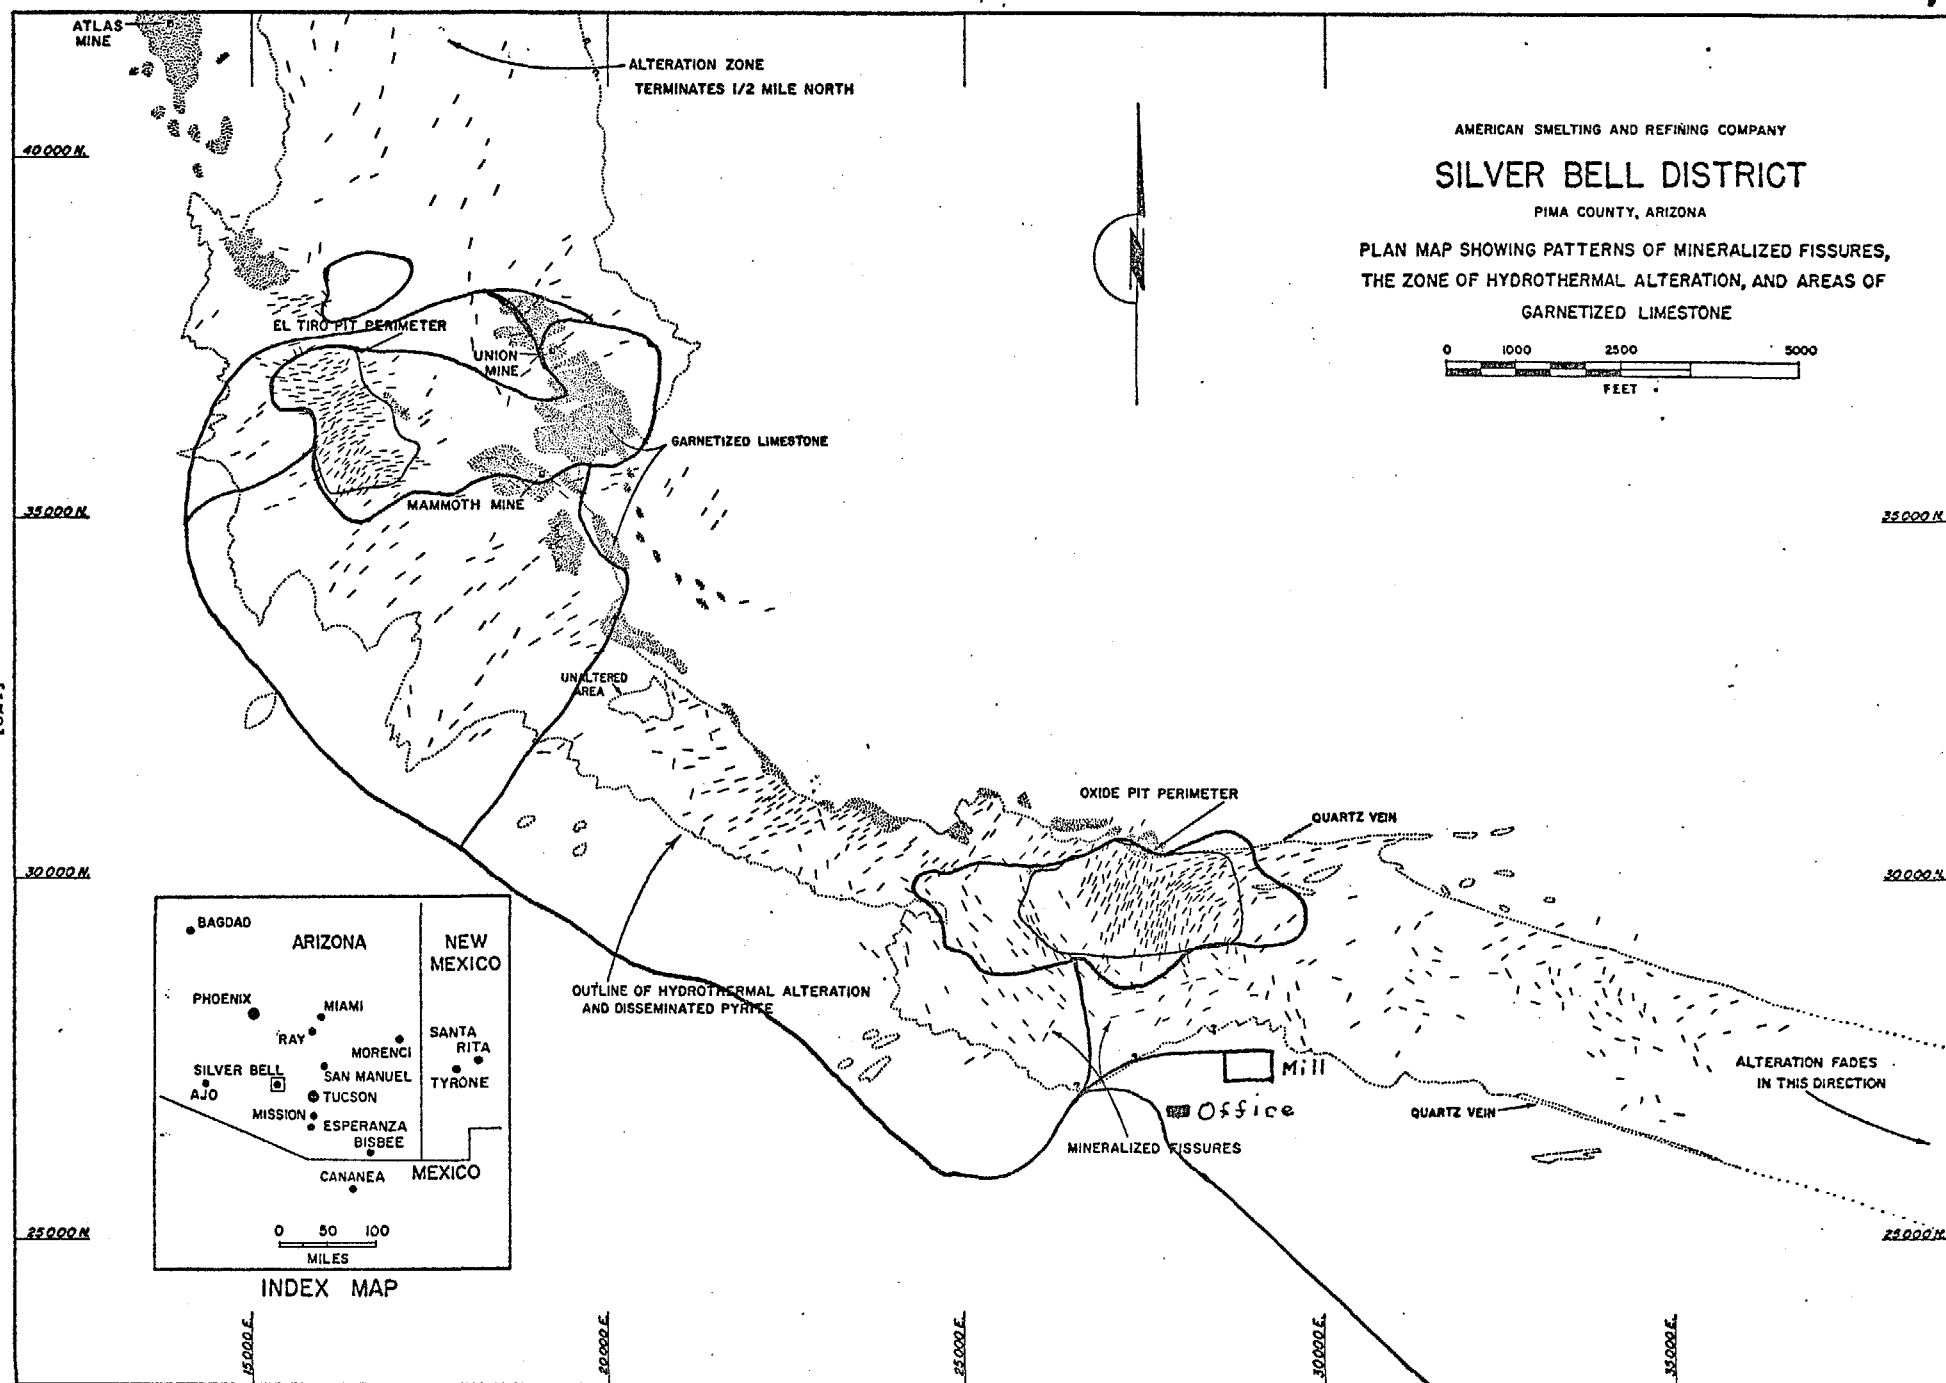 ATLAS
MINE
ALTERATION ZONE
TERMINATES 1/2 MILE NORTH
AMERICAN SMELTING AND REFINING COMPANY
SILVER BELL DISTRICT
PIMA COUNTY, ARIZONA
PLAN MAP SHOWING PATTERNS OF MINERALIZED FISSURES,
THE ZONE OF HYDROTHERMAL ALTERATION, AND AREAS OF
GARNETIZED LIMESTONE
0 1000 2500 5000
FEET
N
40000 N.
EL TIRO PIT PERIMETER
UNION
MINE
GARNETIZED LIMESTONE
MAMMOTH MINE
35000 N.
35000 N.
UNALTERED
AREA
OXIDE PIT PERIMETER
QUARTZ VEIN
30000 N.
30000 N.
OUTLINE OF HYDROTHERMAL ALTERATION
AND DISSEMINATED PYRITE
Mill
Office
MINERALIZED FISSURES
QUARTZ VEIN
ALTERATION FADES
IN THIS DIRECTION
BAGDAD
ARIZONA
NEW
MEXICO
PHOENIX
MIAMI
RAY
MORENCI
SANTA
RITA
SILVER BELL
SAN MANUEL
TYRONE
AJO
TUCSON
MISSION
ESPERANZA
BISBEE
CANANEA
MEXICO
0 50 100
MILES
INDEX MAP
25000 N.
25000 N.
15000 E.
20000 E.
25000 E.
30000 E.
35000 E.